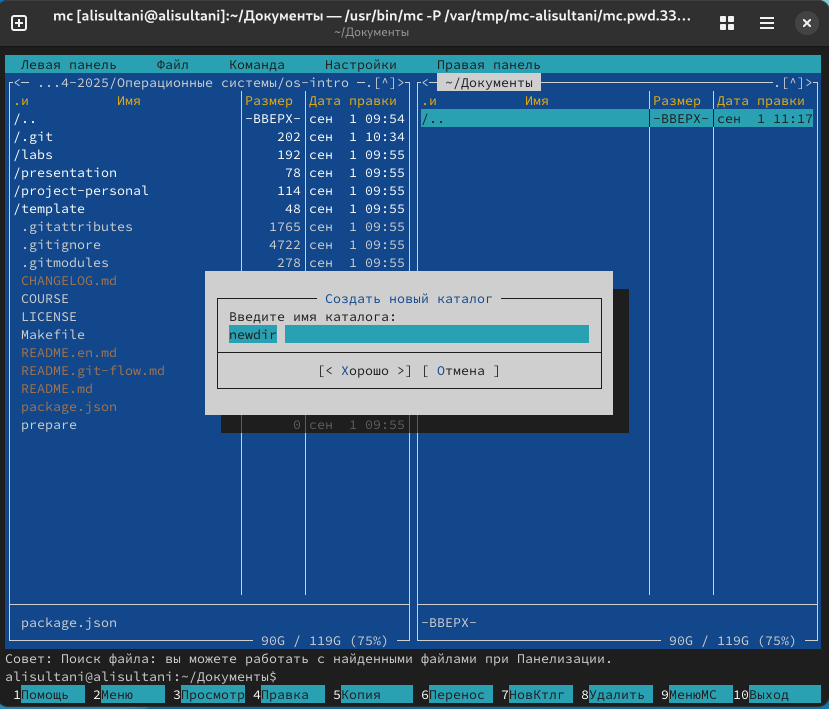 mc [alisultani@alisultani]:~/Документы — /usr/bin/mc -P /var/tmp/mc-alisultani/mc.pwd.33…
~/Документы
Левая панель Файл Команда Настройки Правая панель
<— ...4-2025/Операционные системы/os-intro —.[^]>
.и Имя Размер Дата правки
/.. -ВВЕРХ- сен 1 09:54
/.git 202 сен 1 10:34
/labs 192 сен 1 09:55
/presentation 78 сен 1 09:55
/project-personal 114 сен 1 09:55
/template 48 сен 1 09:55
.gitattributes 1765 сен 1 09:55
.gitignore 4722 сен 1 09:55
.gitmodules 278 сен 1 09:55
CHANGELOG.md
COURSE
LICENSE
Makefile
README.en.md
README.git-flow.md
README.md
package.json
prepare 0 сен 1 09:55
package.json
90G / 119G (75%)
<— ~/Документы .[^]>
.и Имя Размер Дата правки
/.. -ВВЕРХ- сен 1 11:17
-ВВЕРХ-
90G / 119G (75%)
Создать новый каталог
Введите имя каталога:
newdir
[< Хорошо >] [ Отмена ]
Совет: Поиск файла: вы можете работать с найденными файлами при Панелизации.
alisultani@alisultani:~/Документы$
1Помощь 2Меню 3Просмотр 4Правка 5Копия 6Перенос 7НовКтлг 8Удалить 9МенюMC 10Выход